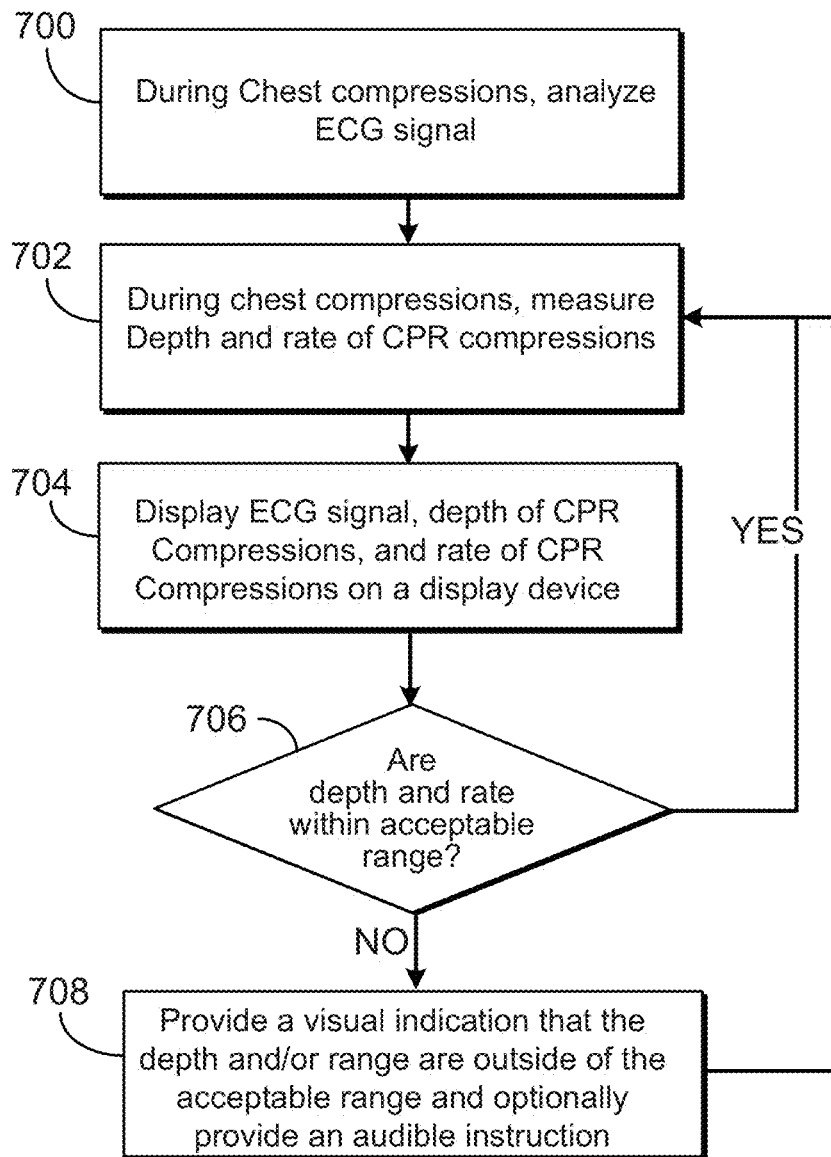 700
During Chest compressions, analyze
ECG signal
702
During chest compressions, measure
Depth and rate of CPR compressions
704
Display ECG signal, depth of CPR
Compressions, and rate of CPR
Compressions on a display device
YES
706
Are
depth and rate
within acceptable
range?
NO
708
Provide a visual indication that the
depth and/or range are outside of the
acceptable range and optionally
provide an audible instruction